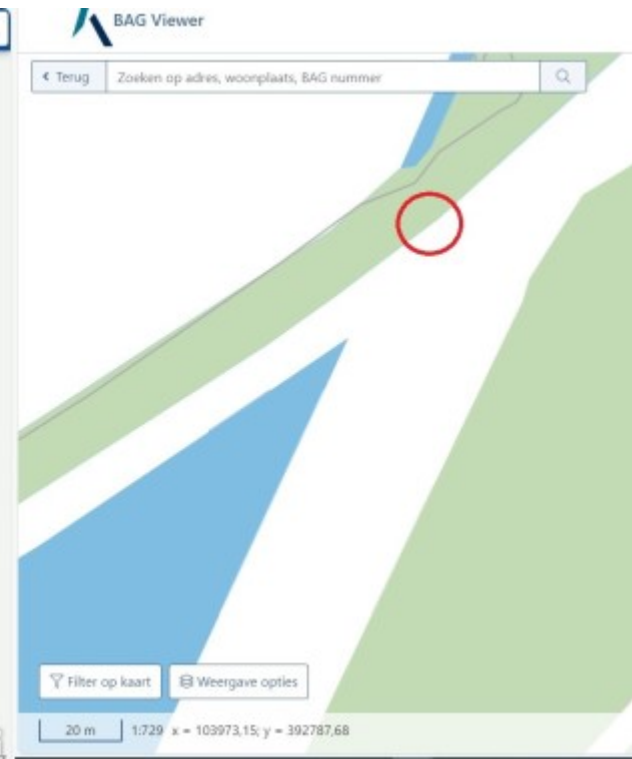 BAG Viewer
Terug
Zoeken op adres, woonplaats, BAG nummer
Filter op kaart
Weergave opties
20 m 1:729 x = 103973,15; y = 392787,68